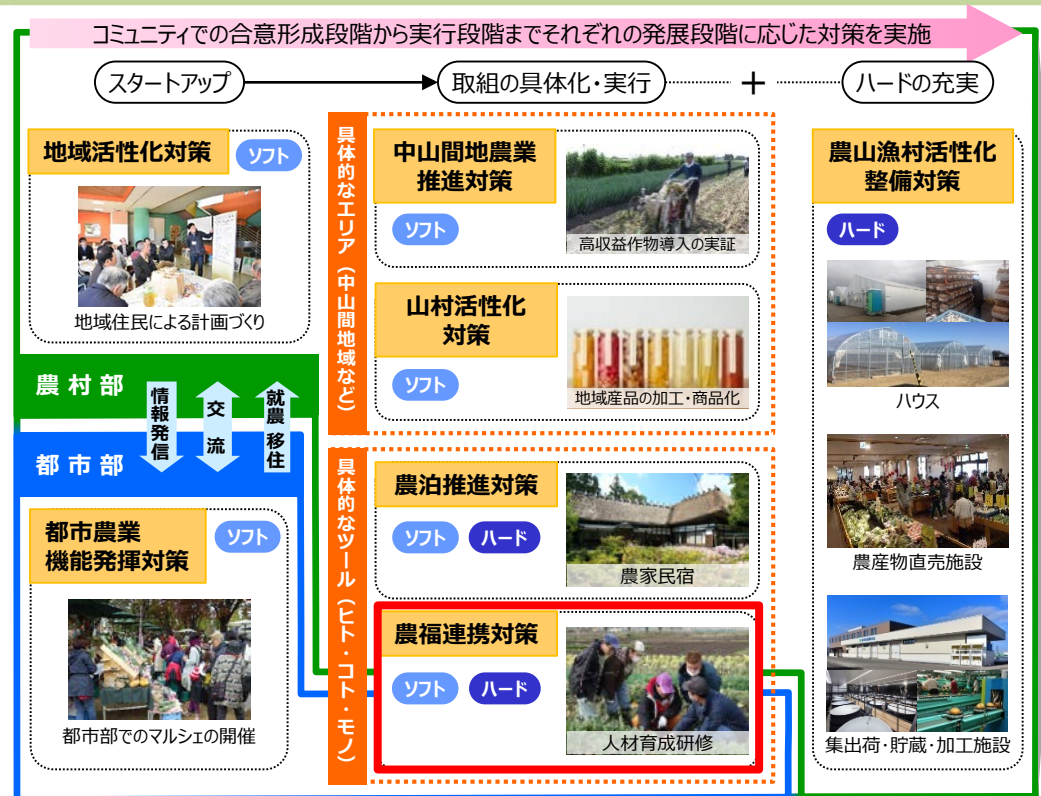 コミュニティでの合意形成段階から実行段階までそれぞれの発展段階に応じた対策を実施
スタートアップ
取組の具体化・実行
＋
ハードの充実
地域活性化対策
ソフト
地域住民による計画づくり
具体的なエリア（中山間地域など）
中山間地農業
推進対策
ソフト
高収益作物導入の実証
山村活性化
対策
ソフト
地域産品の加工・商品化
農山漁村活性化
整備対策
ハード
ハウス
農産物直売施設
集出荷・貯蔵・加工施設
農村部
情報発信
交流
就農 移住
都市部
都市農業
機能発揮対策
ソフト
都市部でのマルシェの開催
具体的なツール（ヒト・コト・モノ）
農泊推進対策
ソフト
ハード
農家民宿
農福連携対策
ソフト
ハード
人材育成研修